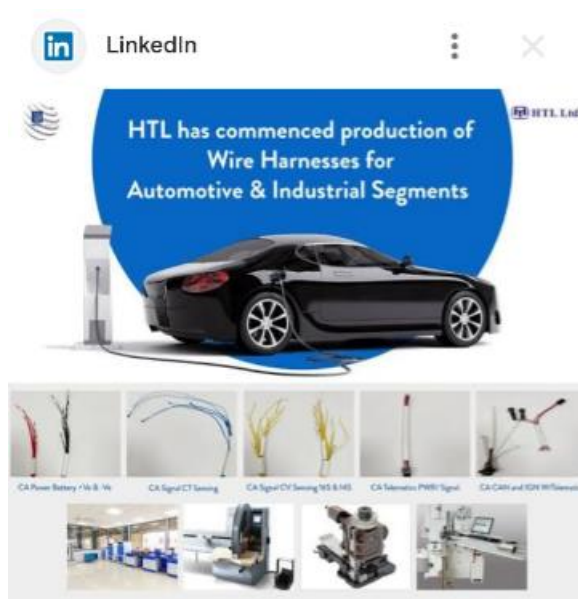 LinkedIn
HTL Ltd
HTL has commenced production of
Wire Harnesses for
Automotive & Industrial Segments
CA Power Battery +Ve & -Ve
CA Signal CT Sensing
CA Signal CV Sensing
CA Telematics PWR/ Signal
CA CAN and IGN W/Telemati